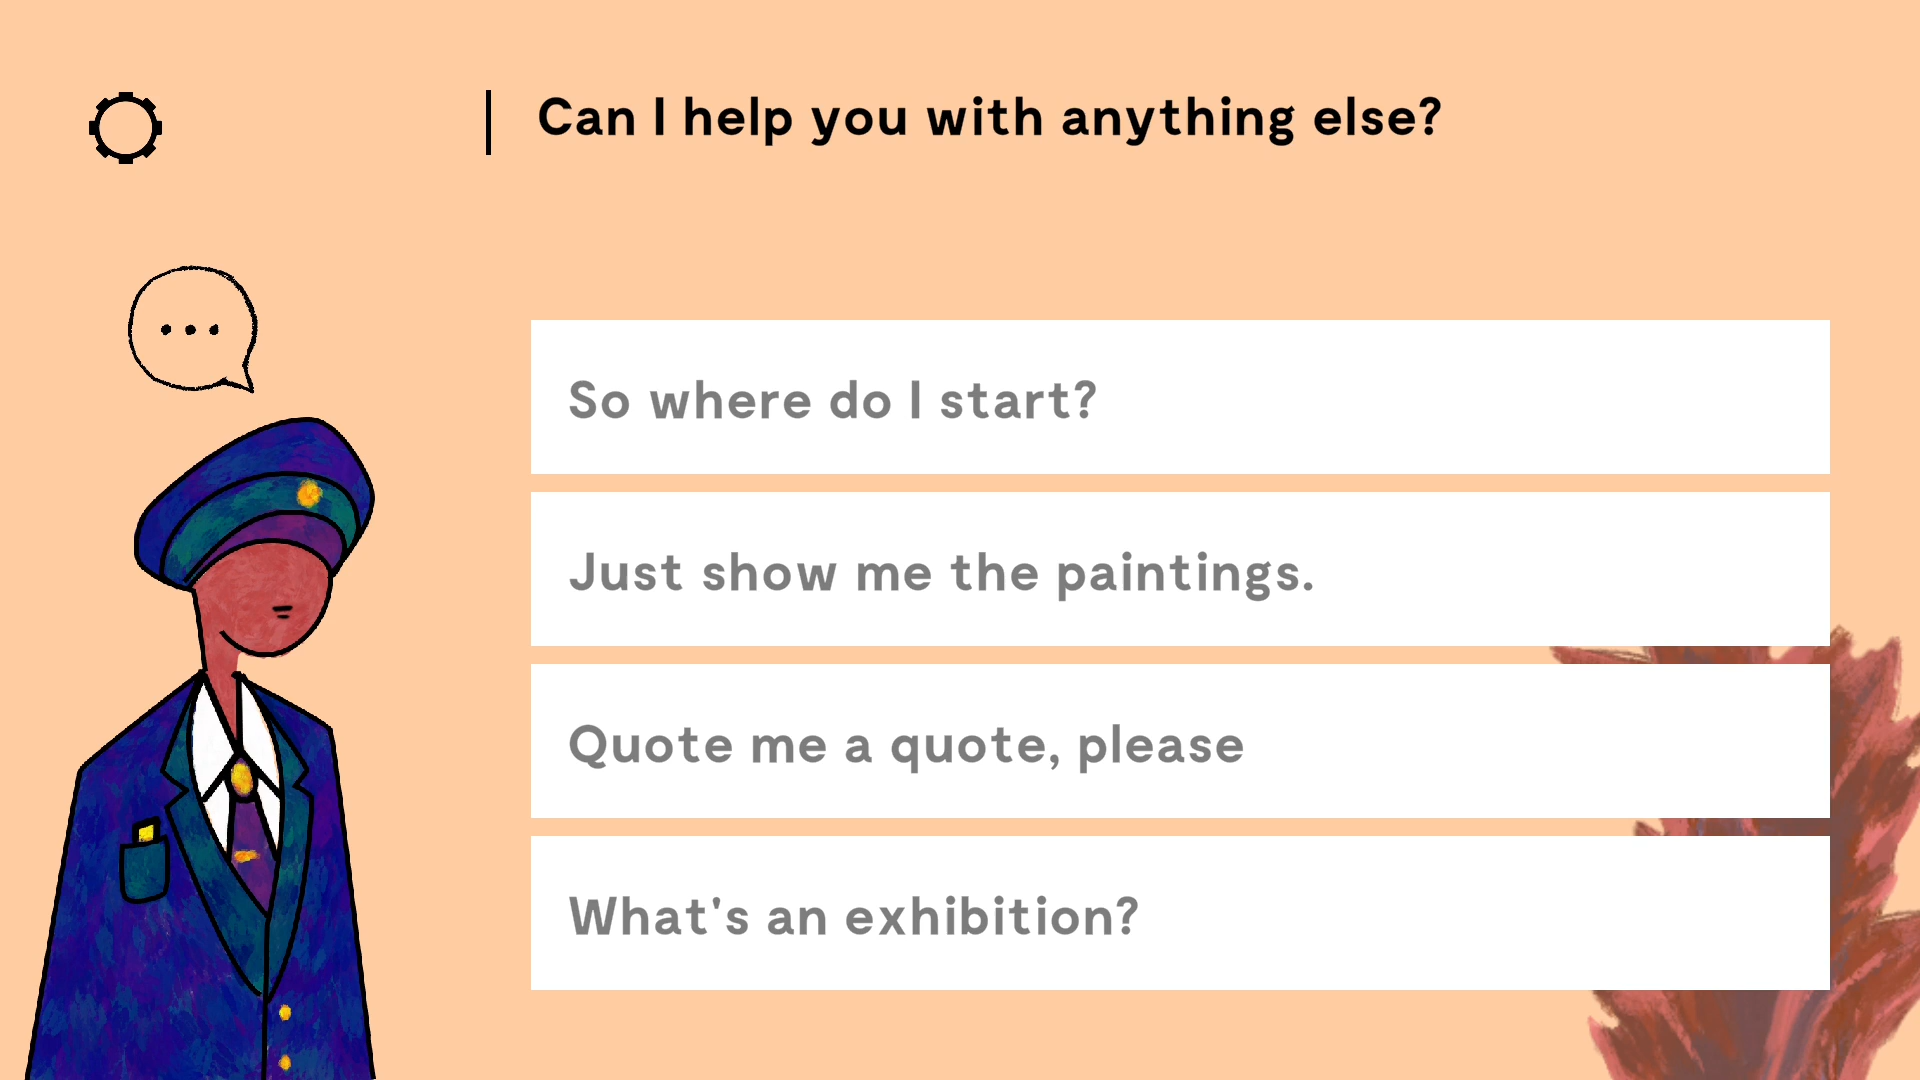 Can I help you with anything else?
So where do I start?
Just show me the paintings.
Quote me a quote, please
What's an exhibition?